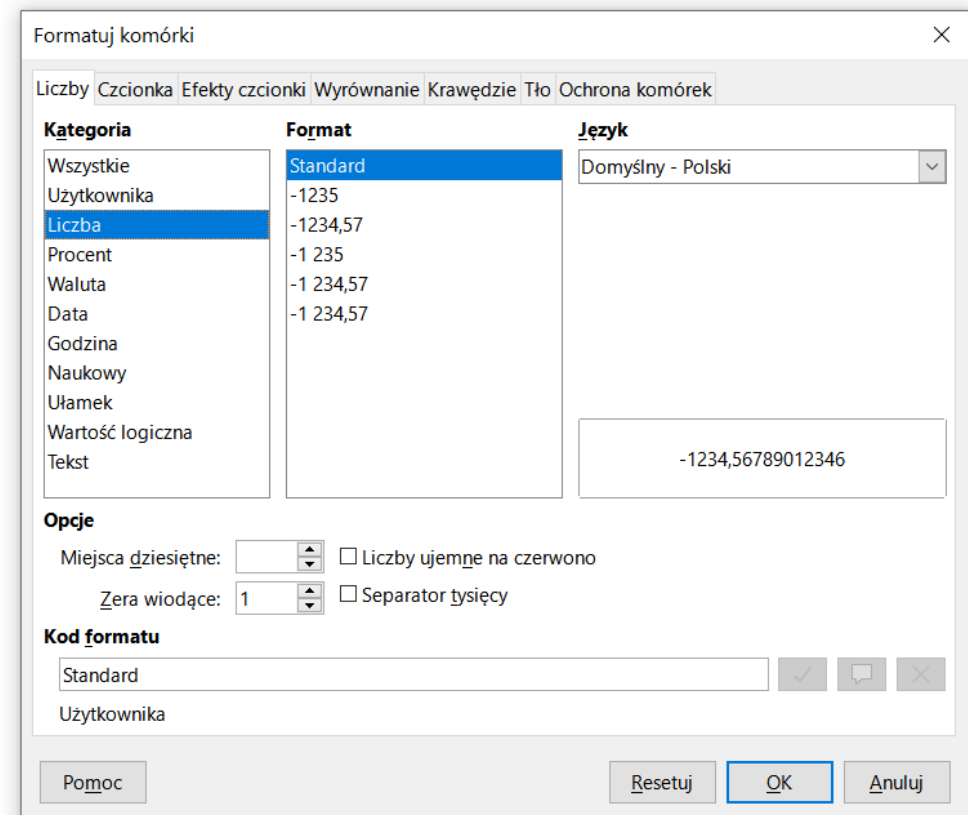 Formatuj komórki
Liczby Czcionka Efekty czcionki Wyrównanie Krawędzie Tło Ochrona komórek
Kategoria
Wszystkie
Użytkownika
Liczba
Procent
Waluta
Data
Godzina
Naukowy
Ułamek
Wartość logiczna
Tekst
Format
Standard
-1235
-1234,57
-1 235
-1 234,57
-1 234,57
Język
Domyślny - Polski
-1234,56789012346
Opcje
Miejsca dziesiętne:
Liczby ujemne na czerwono
Zera wiodące: 1
Separator tysięcy
Kod formatu
Standard
Użytkownika
Pomoc Resetuj OK Anuluj